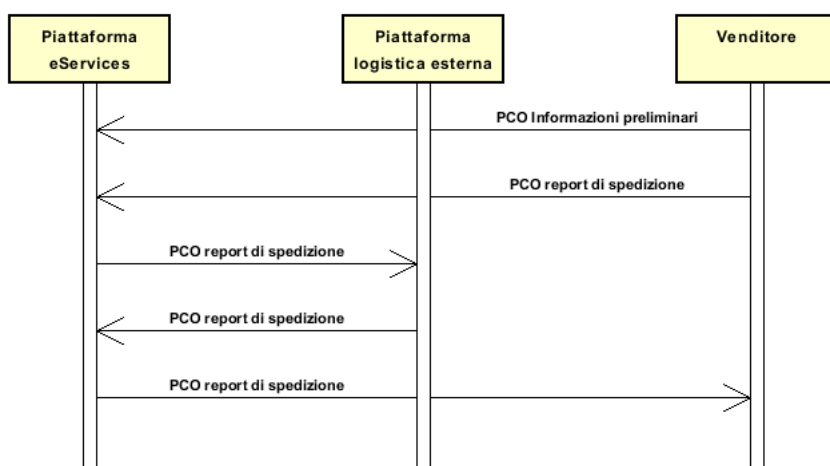 Piattaforma
eServices
Piattaforma
logistica esterna
Venditore
PCO Informazioni preliminari
PCO report di spedizione
PCO report di spedizione
PCO report di spedizione
PCO report di spedizione